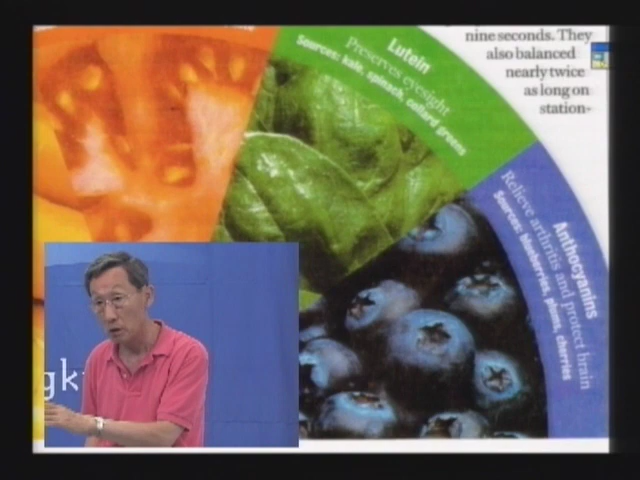 nine seconds. They
also balanced
nearly twice
as long on
station-
Lutein
Preserves eyesight
Sources: kale, spinach, collard greens
Anthocyanins
Relieve arthritis and protect brain
Sources: blueberries, plums, cherries